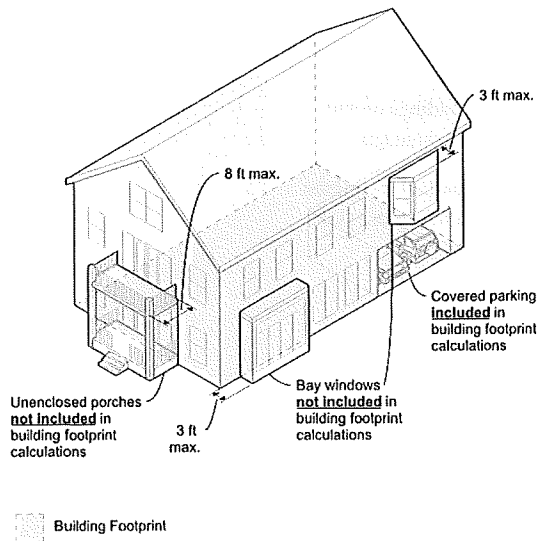 3 ft max.
8 ft max.
Covered parking
included in
building footprint
calculations
Unenclosed porches
not included in
building footprint
calculations
3 ft
max.
Bay windows
not included in
building footprint
calculations
Building Footprint